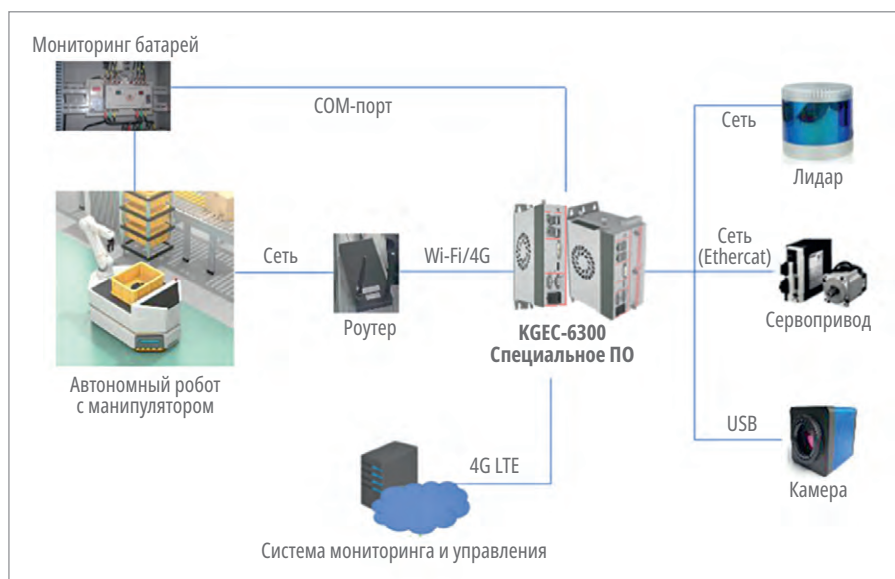 Мониторинг батарей
COM-порт
Сеть
Лидар
Сеть
Wi-Fi/4G
Сеть
(Ethercat)
Роутер
KGEC-6300
Специальное ПО
Сервопривод
Автономный робот
с манипулятором
USB
4G LTE
Камера
Система мониторинга и управления